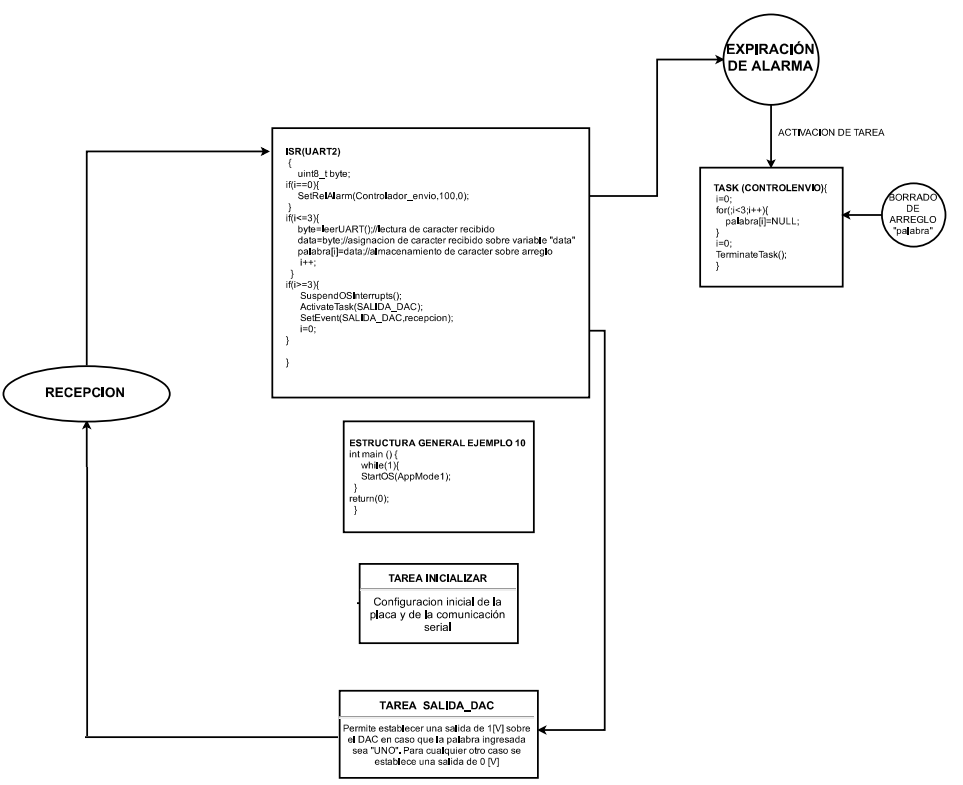 EXPIRACIÓN
DE ALARMA
ACTIVACION DE TAREA
ISR(UART2)
{
uint8_t byte;
if(i==0){
SetRelAlarm(Controlador_envio,100,0);
}
if(i<=3){
byte=leerUART();//lectura de caracter recibido
data=byte;//asignacion de caracter recibido sobre variable "data"
palabra[i]=data;//almacenamiento de caracter sobre arreglo
i++;
}
if(i>=3){
SuspendOSInterrupts();
ActivateTask(SALIDA_DAC);
SetEvent(SALIDA_DAC,recepcion);
i=0;
}
}
TASK (CONTROLENVIO){
i=0;
for(;i<3;i++){
palabra[i]=NULL;
}
i=0;
TerminateTask();
}
BORRADO
DE
ARREGLO
"palabra"
RECEPCION
ESTRUCTURA GENERAL EJEMPLO 10
int main () {
while(1){
StartOS(AppMode1);
}
return(0);
}
TAREA INICIALIZAR
Configuracion inicial de la
placa y de la comunicación
serial
TAREA SALIDA_DAC
Permite establecer una salida de 1[V] sobre
el DAC en caso que la palabra ingresada
sea "UNO". Para cualquier otro caso se
establece una salida de 0 [V]